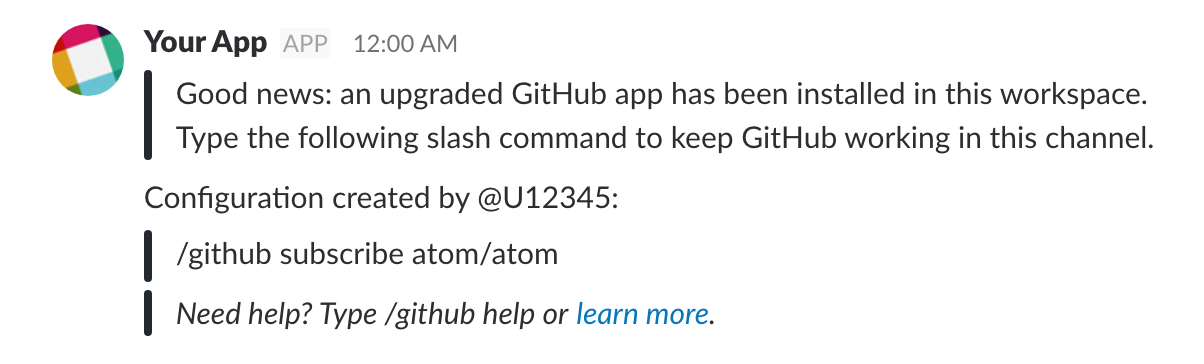 Your App APP 12:00 AM
Good news: an upgraded GitHub app has been installed in this workspace.
Type the following slash command to keep GitHub working in this channel.
Configuration created by @U12345:
/github subscribe atom/atom
Need help? Type /github help or learn more.